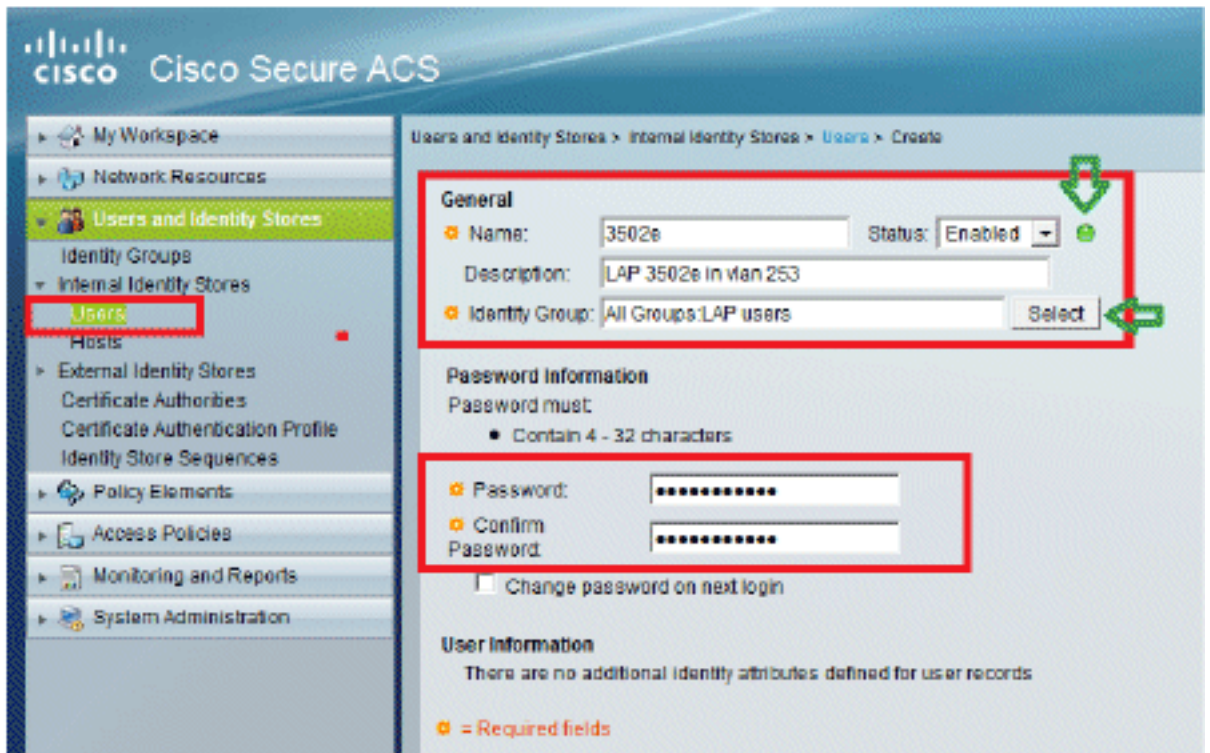 CISCO Cisco Secure ACS
My Workspace
Network Resources
Users and Identity Stores
Identity Groups
Internal Identity Stores
Users
Hosts
External Identity Stores
Certificate Authorities
Certificate Authentication Profile
Identity Store Sequences
Policy Elements
Access Policies
Monitoring and Reports
System Administration
Users and Identity Stores > Internal Identity Stores > Users > Create
General
Name: 3502e Status: Enabled
Description: LAP 3502e in vlan 253
Identity Group: All Groups:LAP users Select
Password Information
Password must:
• Contain 4 - 32 characters
Password: •••••••••••
Confirm
Password: •••••••••••
Change password on next login
User Information
There are no additional identity attributes defined for user records
= Required fields